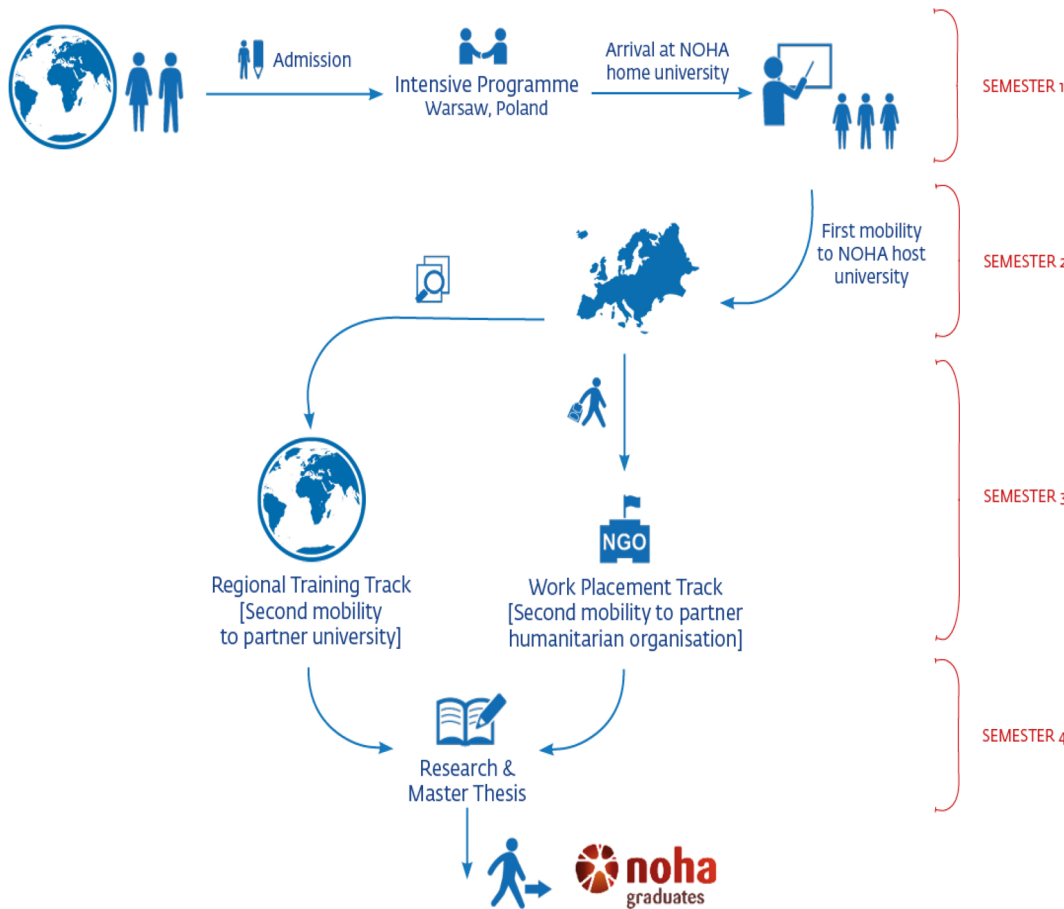 Admission
Intensive Programme
Warsaw, Poland
Arrival at NOHA
home university
SEMESTER 1
First mobility
to NOHA host
university
SEMESTER 2
SEMESTER 3
NGO
Regional Training Track
[Second mobility
to partner university]
Work Placement Track
[Second mobility to partner
humanitarian organisation]
SEMESTER 4
Research &
Master Thesis
noha
graduates